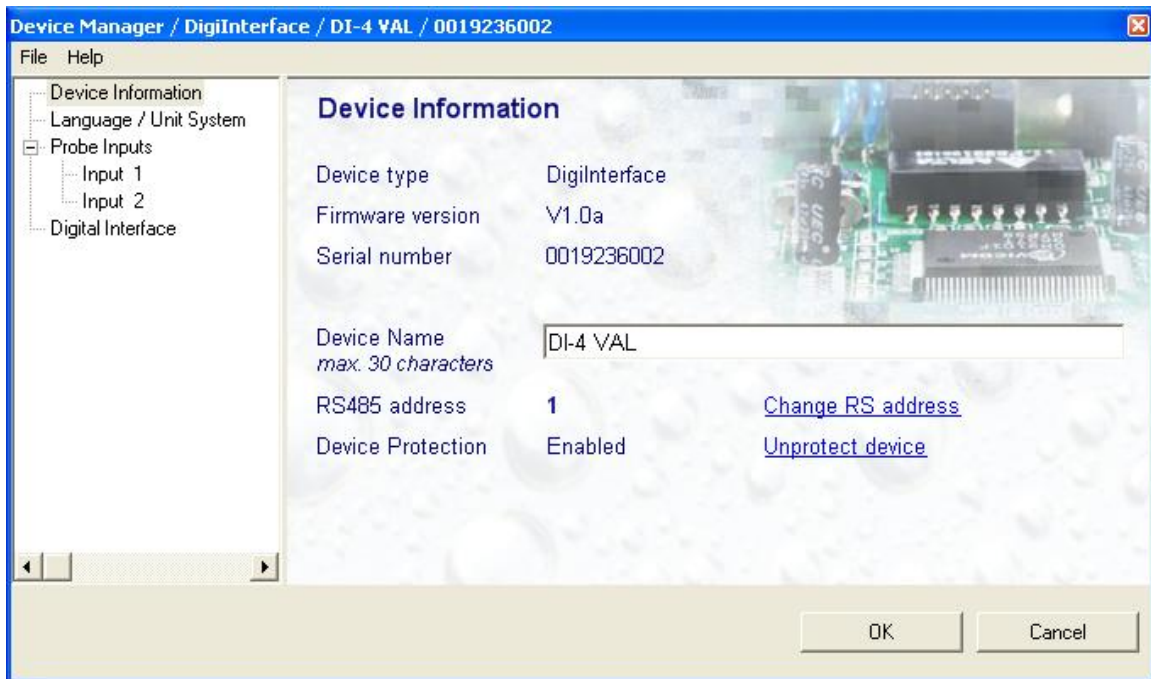 Device Manager / DigiInterface / DI-4 VAL / 0019236002
File Help
Device Information
Language / Unit System
Probe Inputs
Input 1
Input 2
Digital Interface
Device Information
Device type DigiInterface
Firmware version V1.0a
Serial number 0019236002
Device Name DI-4 VAL
max. 30 characters
RS485 address 1 Change RS address
Device Protection Enabled Unprotect device
OK Cancel